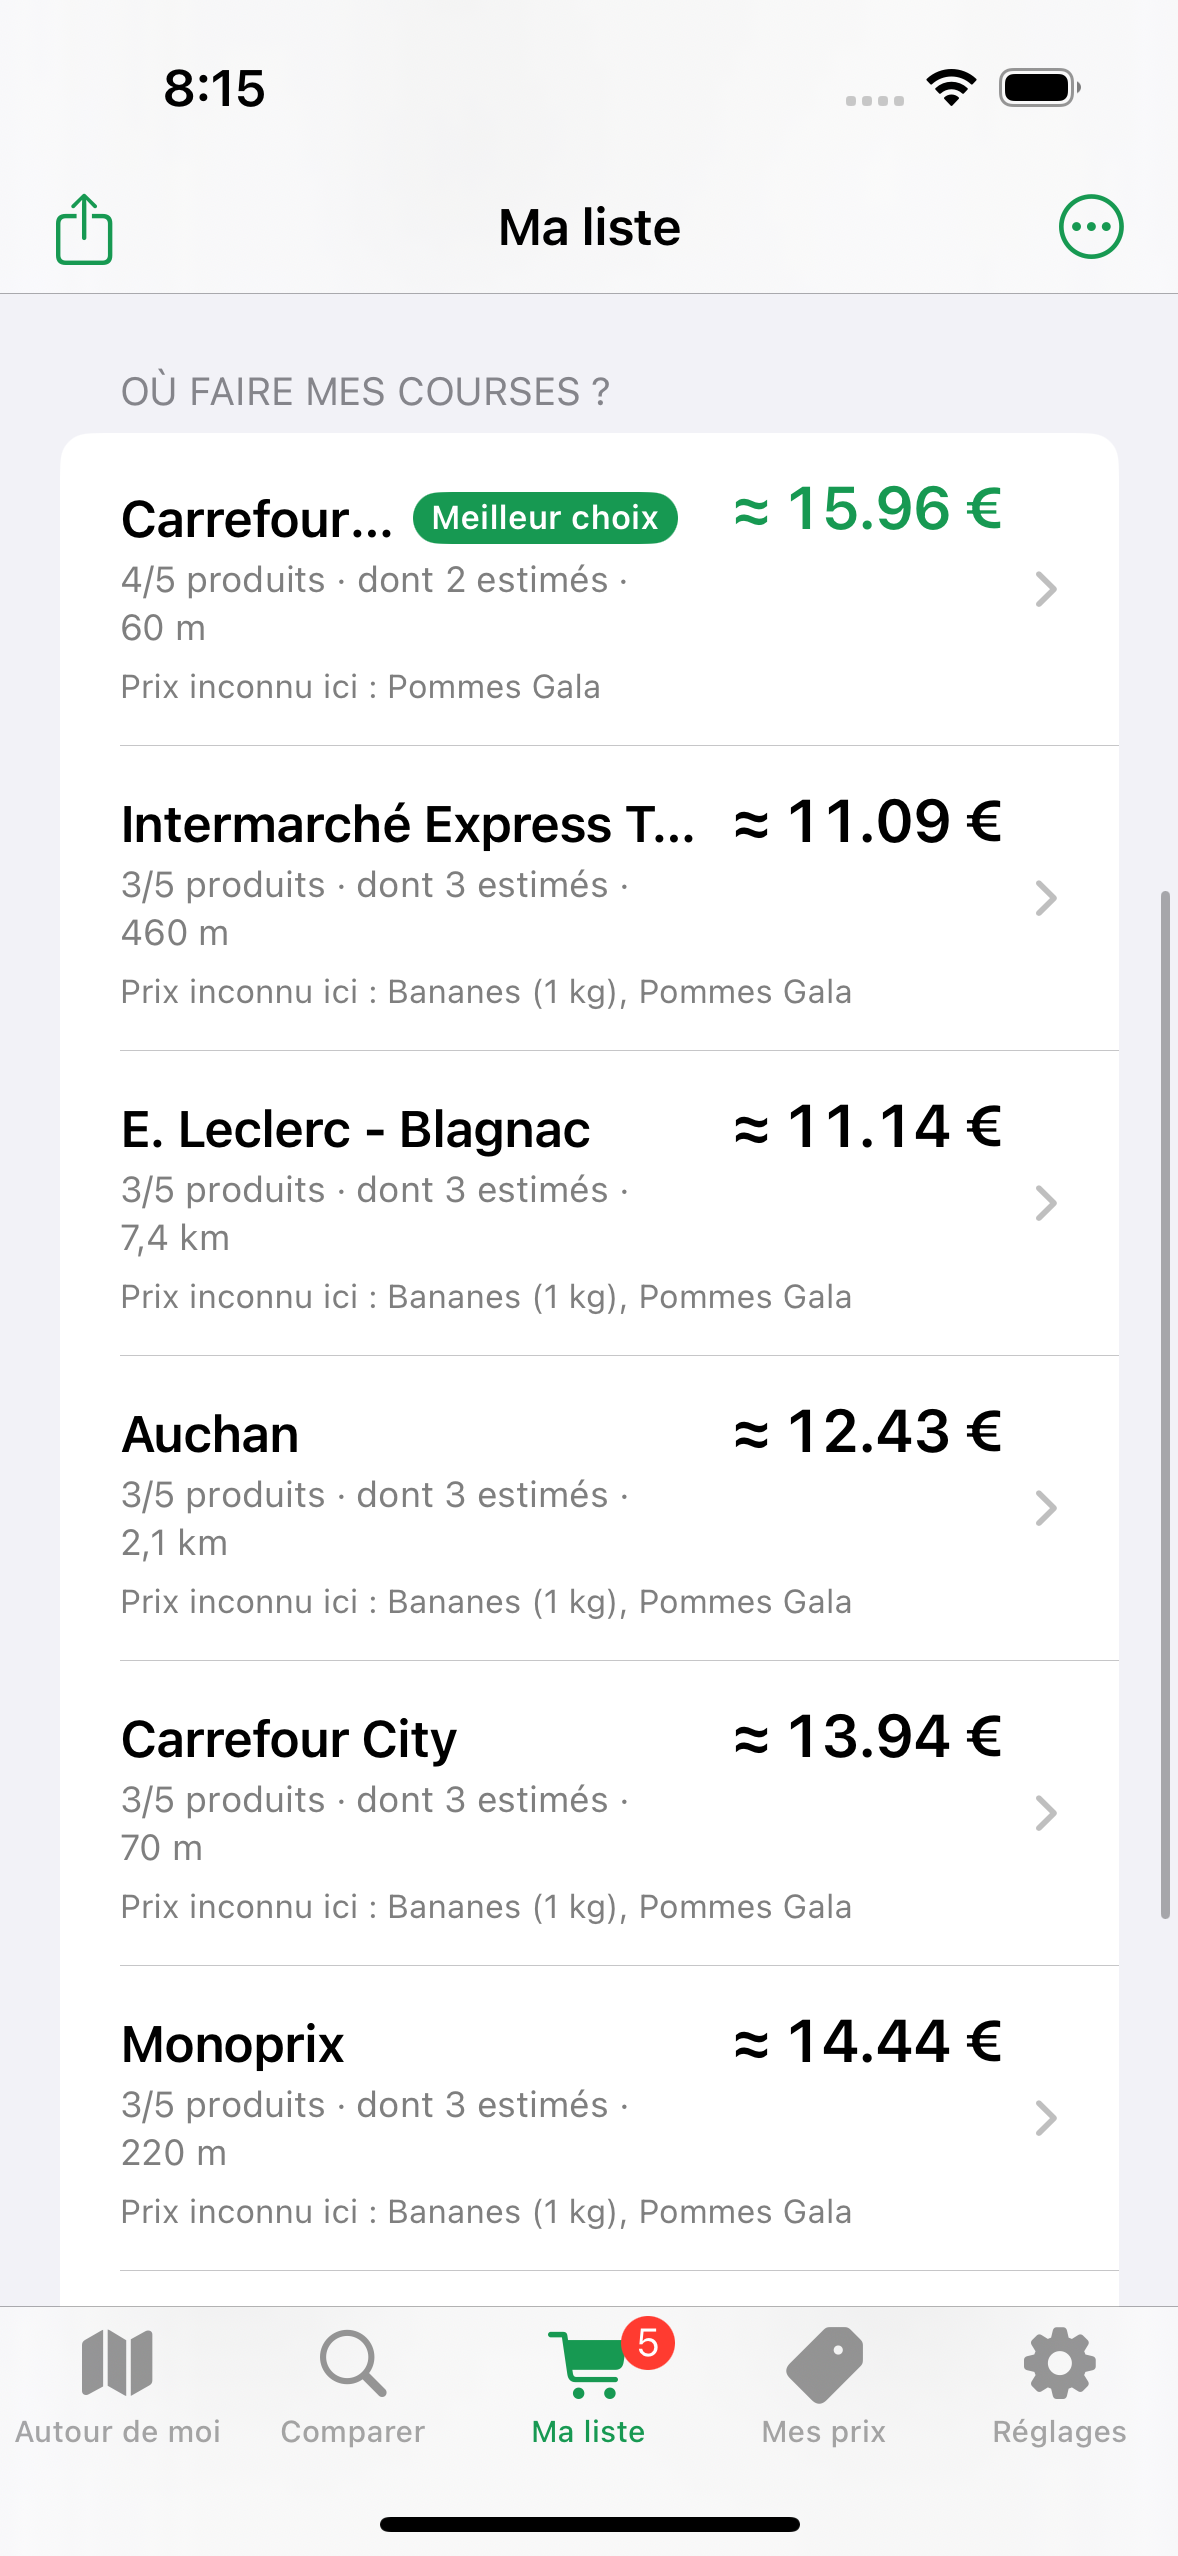 8:15
Ma liste
OÙ FAIRE MES COURSES ?
Carrefour... Meilleur choix ≈ 15.96 €
4/5 produits · dont 2 estimés ·
60 m
Prix inconnu ici : Pommes Gala
Intermarché Express T... ≈ 11.09 €
3/5 produits · dont 3 estimés ·
460 m
Prix inconnu ici : Bananes (1 kg), Pommes Gala
E. Leclerc - Blagnac ≈ 11.14 €
3/5 produits · dont 3 estimés ·
7,4 km
Prix inconnu ici : Bananes (1 kg), Pommes Gala
Auchan ≈ 12.43 €
3/5 produits · dont 3 estimés ·
2,1 km
Prix inconnu ici : Bananes (1 kg), Pommes Gala
Carrefour City ≈ 13.94 €
3/5 produits · dont 3 estimés ·
70 m
Prix inconnu ici : Bananes (1 kg), Pommes Gala
Monoprix ≈ 14.44 €
3/5 produits · dont 3 estimés ·
220 m
Prix inconnu ici : Bananes (1 kg), Pommes Gala
5
Autour de moi Comparer Ma liste Mes prix Réglages